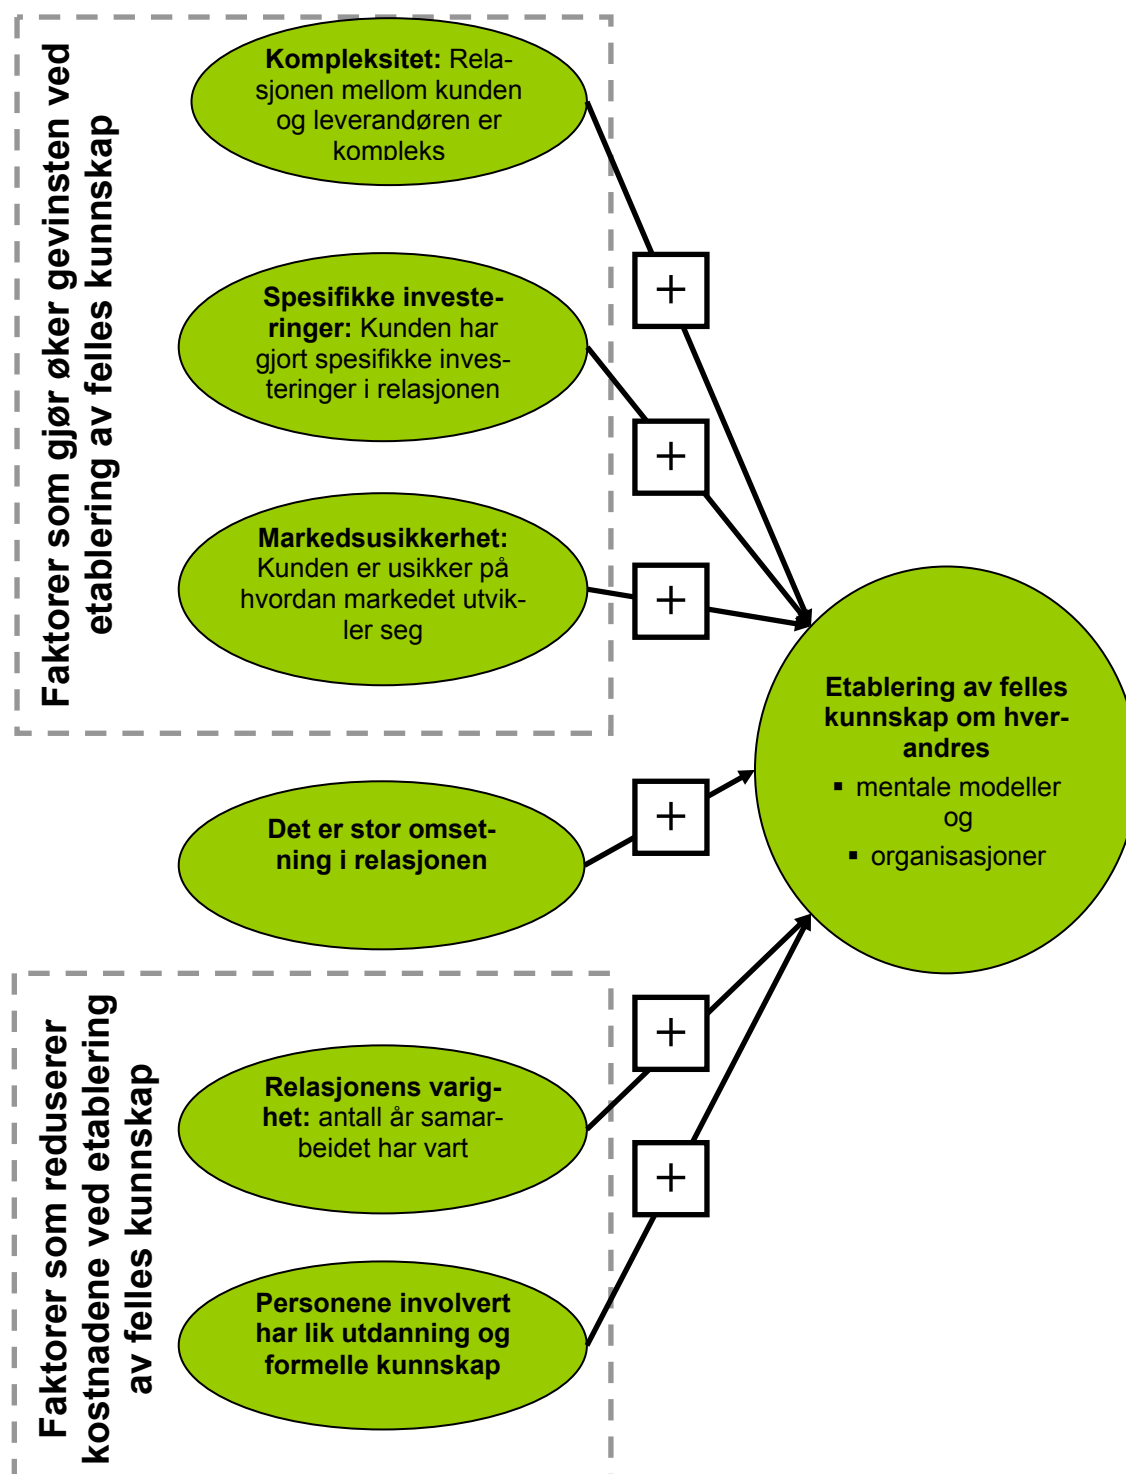 Faktorer som gjør øker gevinsten ved
etablering av felles kunnskap
Kompleksitet: Rela-
sjonen mellom kunden
og leverandøren er
kompleks
+
Spesifikke investe-
ringer: Kunden har
gjort spesifikke inves-
teringer i relasjonen
+
Markedsusikkerhet:
Kunden er usikker på
hvordan markedet utvik-
ler seg
+
Etablering av felles
kunnskap om hver-
andres
▪ mentale modeller
og
▪ organisasjoner
Det er stor omset-
ning i relasjonen
+
Faktorer som reduserer
kostnadene ved etablering
av felles kunnskap
Relasjonens varig-
het: antall år samar-
beidet har vart
+
Personene involvert
har lik utdanning og
formelle kunnskap
+